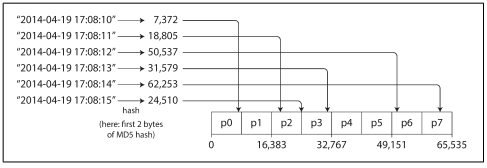 "2014-04-19 17:08:10" 7,372
"2014-04-19 17:08:11" 18,805
"2014-04-19 17:08:12" 50,537
"2014-04-19 17:08:13" 31,579
"2014-04-19 17:08:14" 62,253
"2014-04-19 17:08:15" 24,510
hash
(here: first 2 bytes
of MD5 hash)
p0 p1 p2 p3 p4 p5 p6 p7
0 16,383 32,767 49,151 65,535